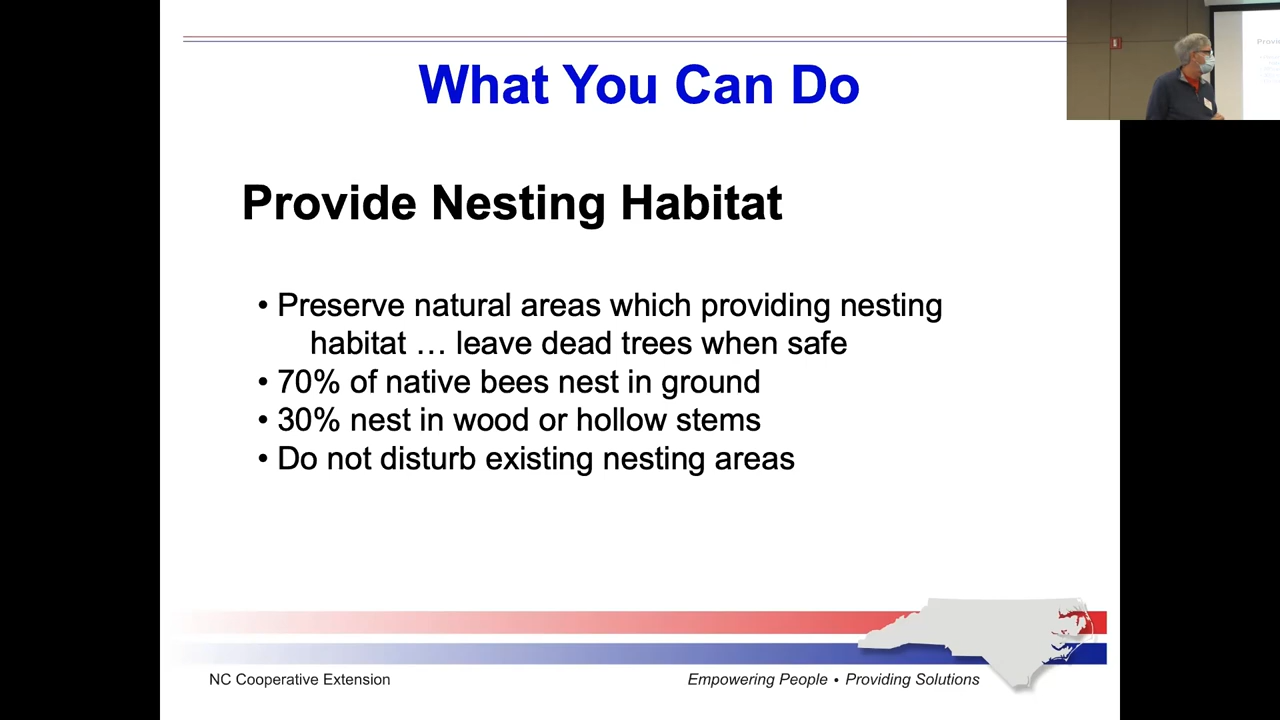 What You Can Do
Provide Nesting Habitat
• Preserve natural areas which providing nesting
habitat … leave dead trees when safe
• 70% of native bees nest in ground
• 30% nest in wood or hollow stems
• Do not disturb existing nesting areas
NC Cooperative Extension
Empowering People • Providing Solutions